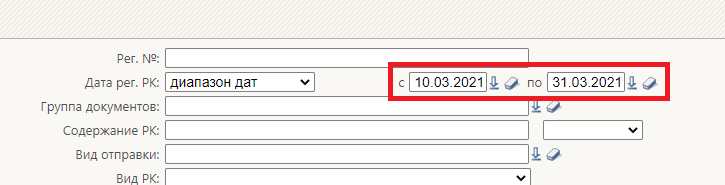 Рег. №:
Дата рег. РК: диапазон дат с 10.03.2021 по 31.03.2021
Группа документов:
Содержание РК:
Вид отправки:
Вид РК: